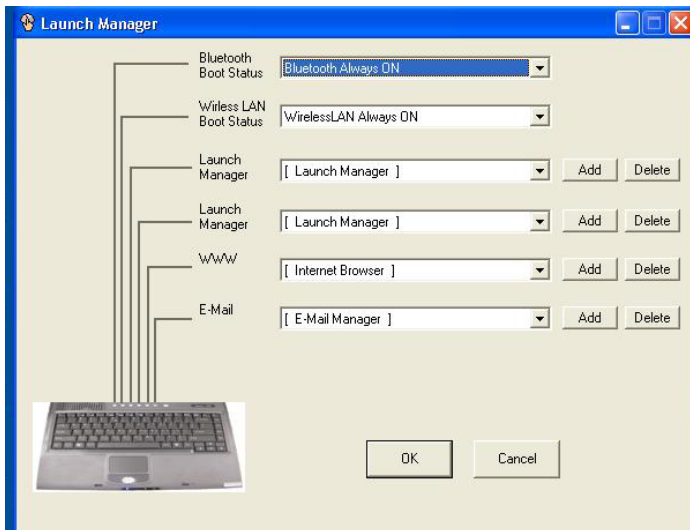 Launch Manager
Bluetooth
Boot Status
Bluetooth Always ON
Wirless LAN
Boot Status
WirelessLAN Always ON
Launch
Manager
[ Launch Manager ]
Add
Delete
Launch
Manager
[ Launch Manager ]
Add
Delete
WWW
[ Internet Browser ]
Add
Delete
E-Mail
[ E-Mail Manager ]
Add
Delete
OK
Cancel